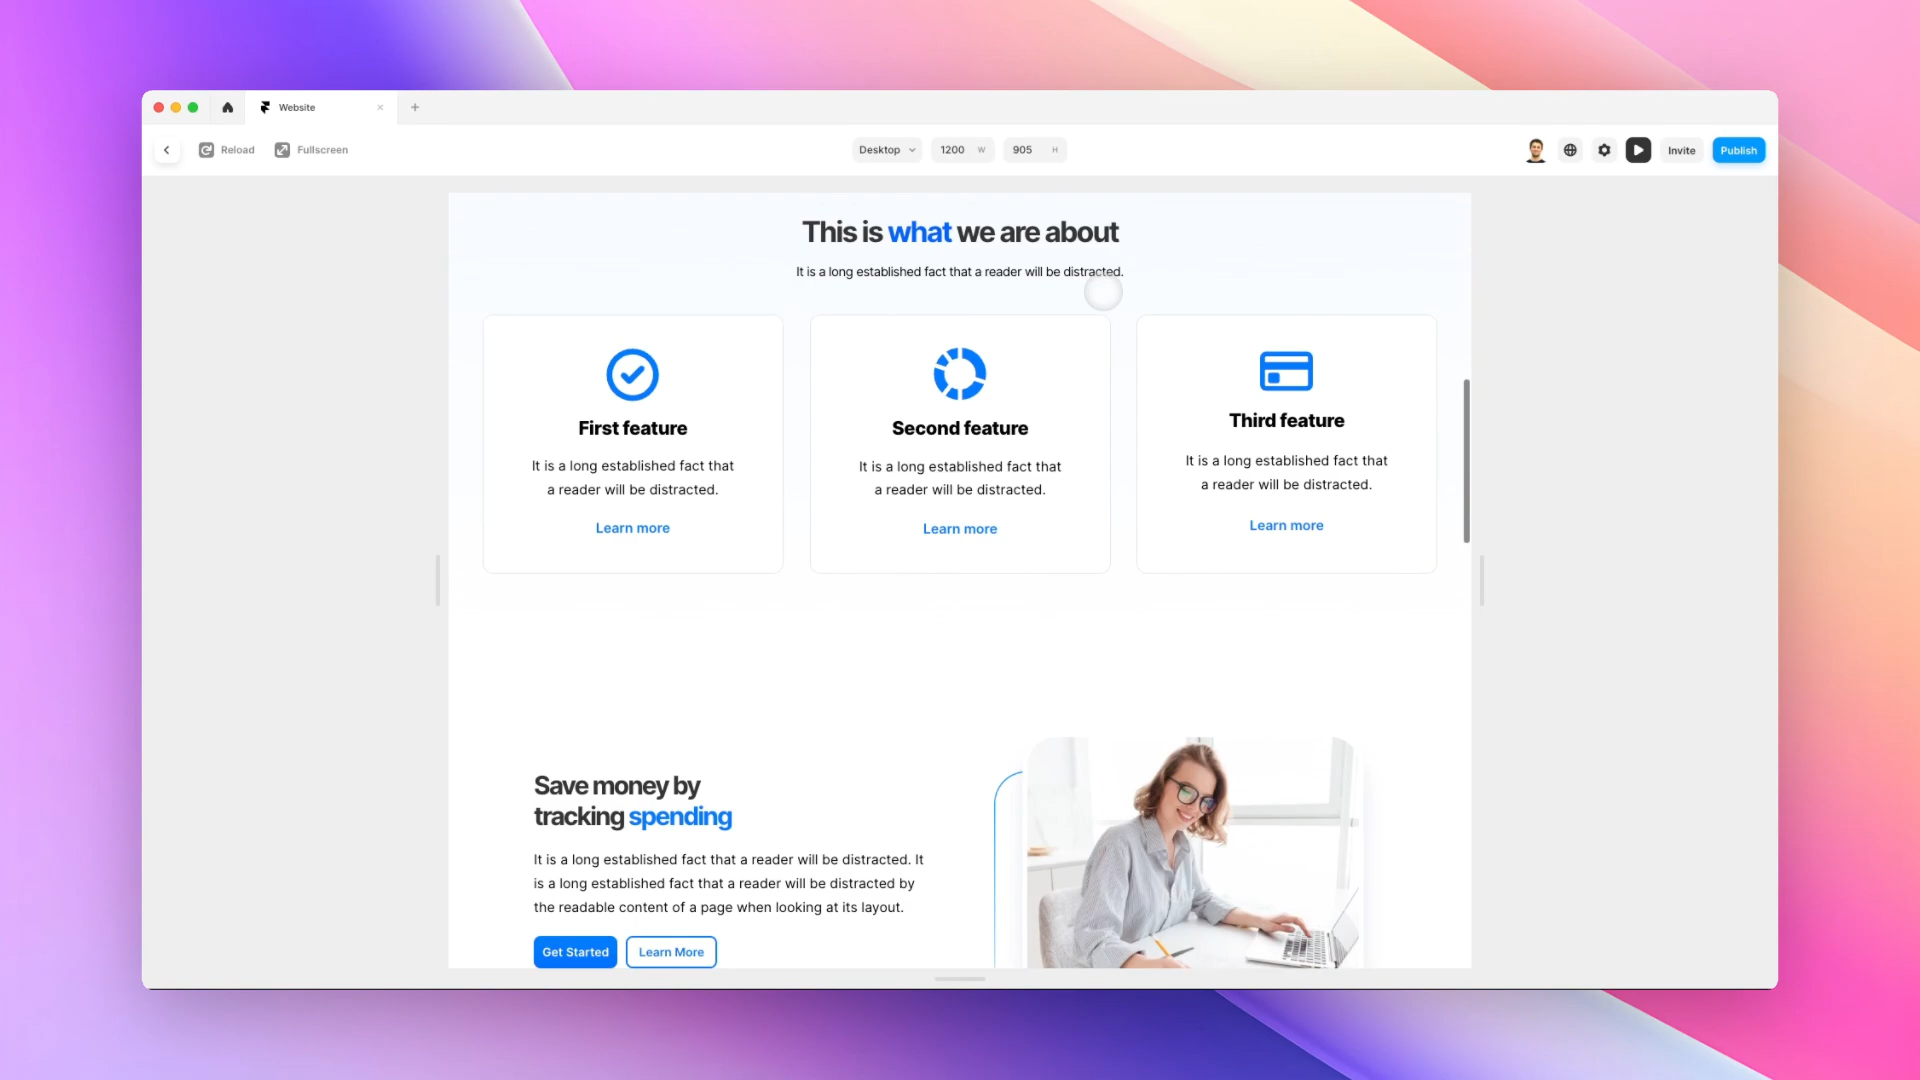 Website
Reload
Fullscreen
Desktop
1200 W
905 H
Invite
Publish
This is what we are about
It is a long established fact that a reader will be distracted.
First feature
It is a long established fact that
a reader will be distracted.
Learn more
Second feature
It is a long established fact that
a reader will be distracted.
Learn more
Third feature
It is a long established fact that
a reader will be distracted.
Learn more
Save money by
tracking spending
It is a long established fact that a reader will be distracted. It
is a long established fact that a reader will be distracted by
the readable content of a page when looking at its layout.
Get Started
Learn More